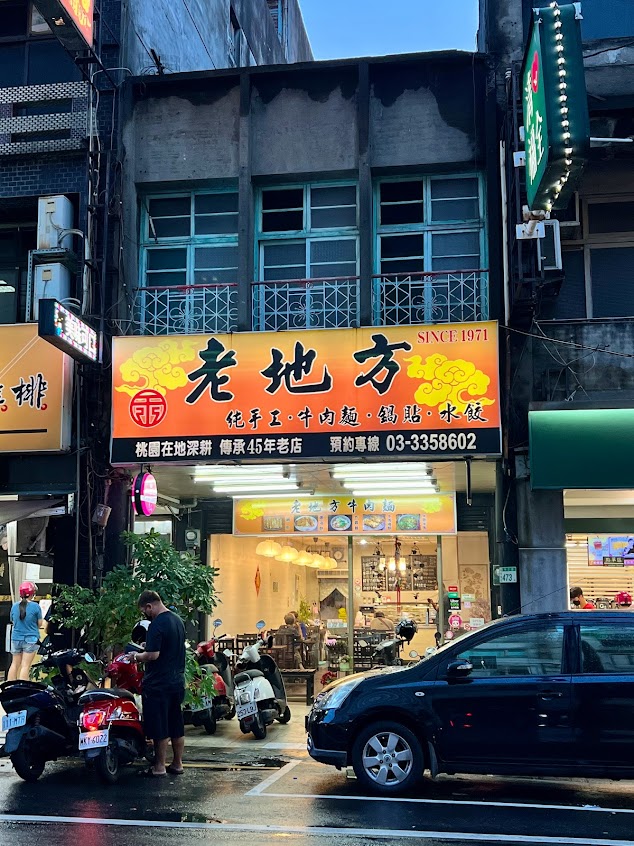 SINCE 1971
老地方
純手工·牛肉麵·鍋貼·水餃
桃園在地深耕 傳承45年老店 預約專線 03-3358602
老地方牛肉麵
排
473